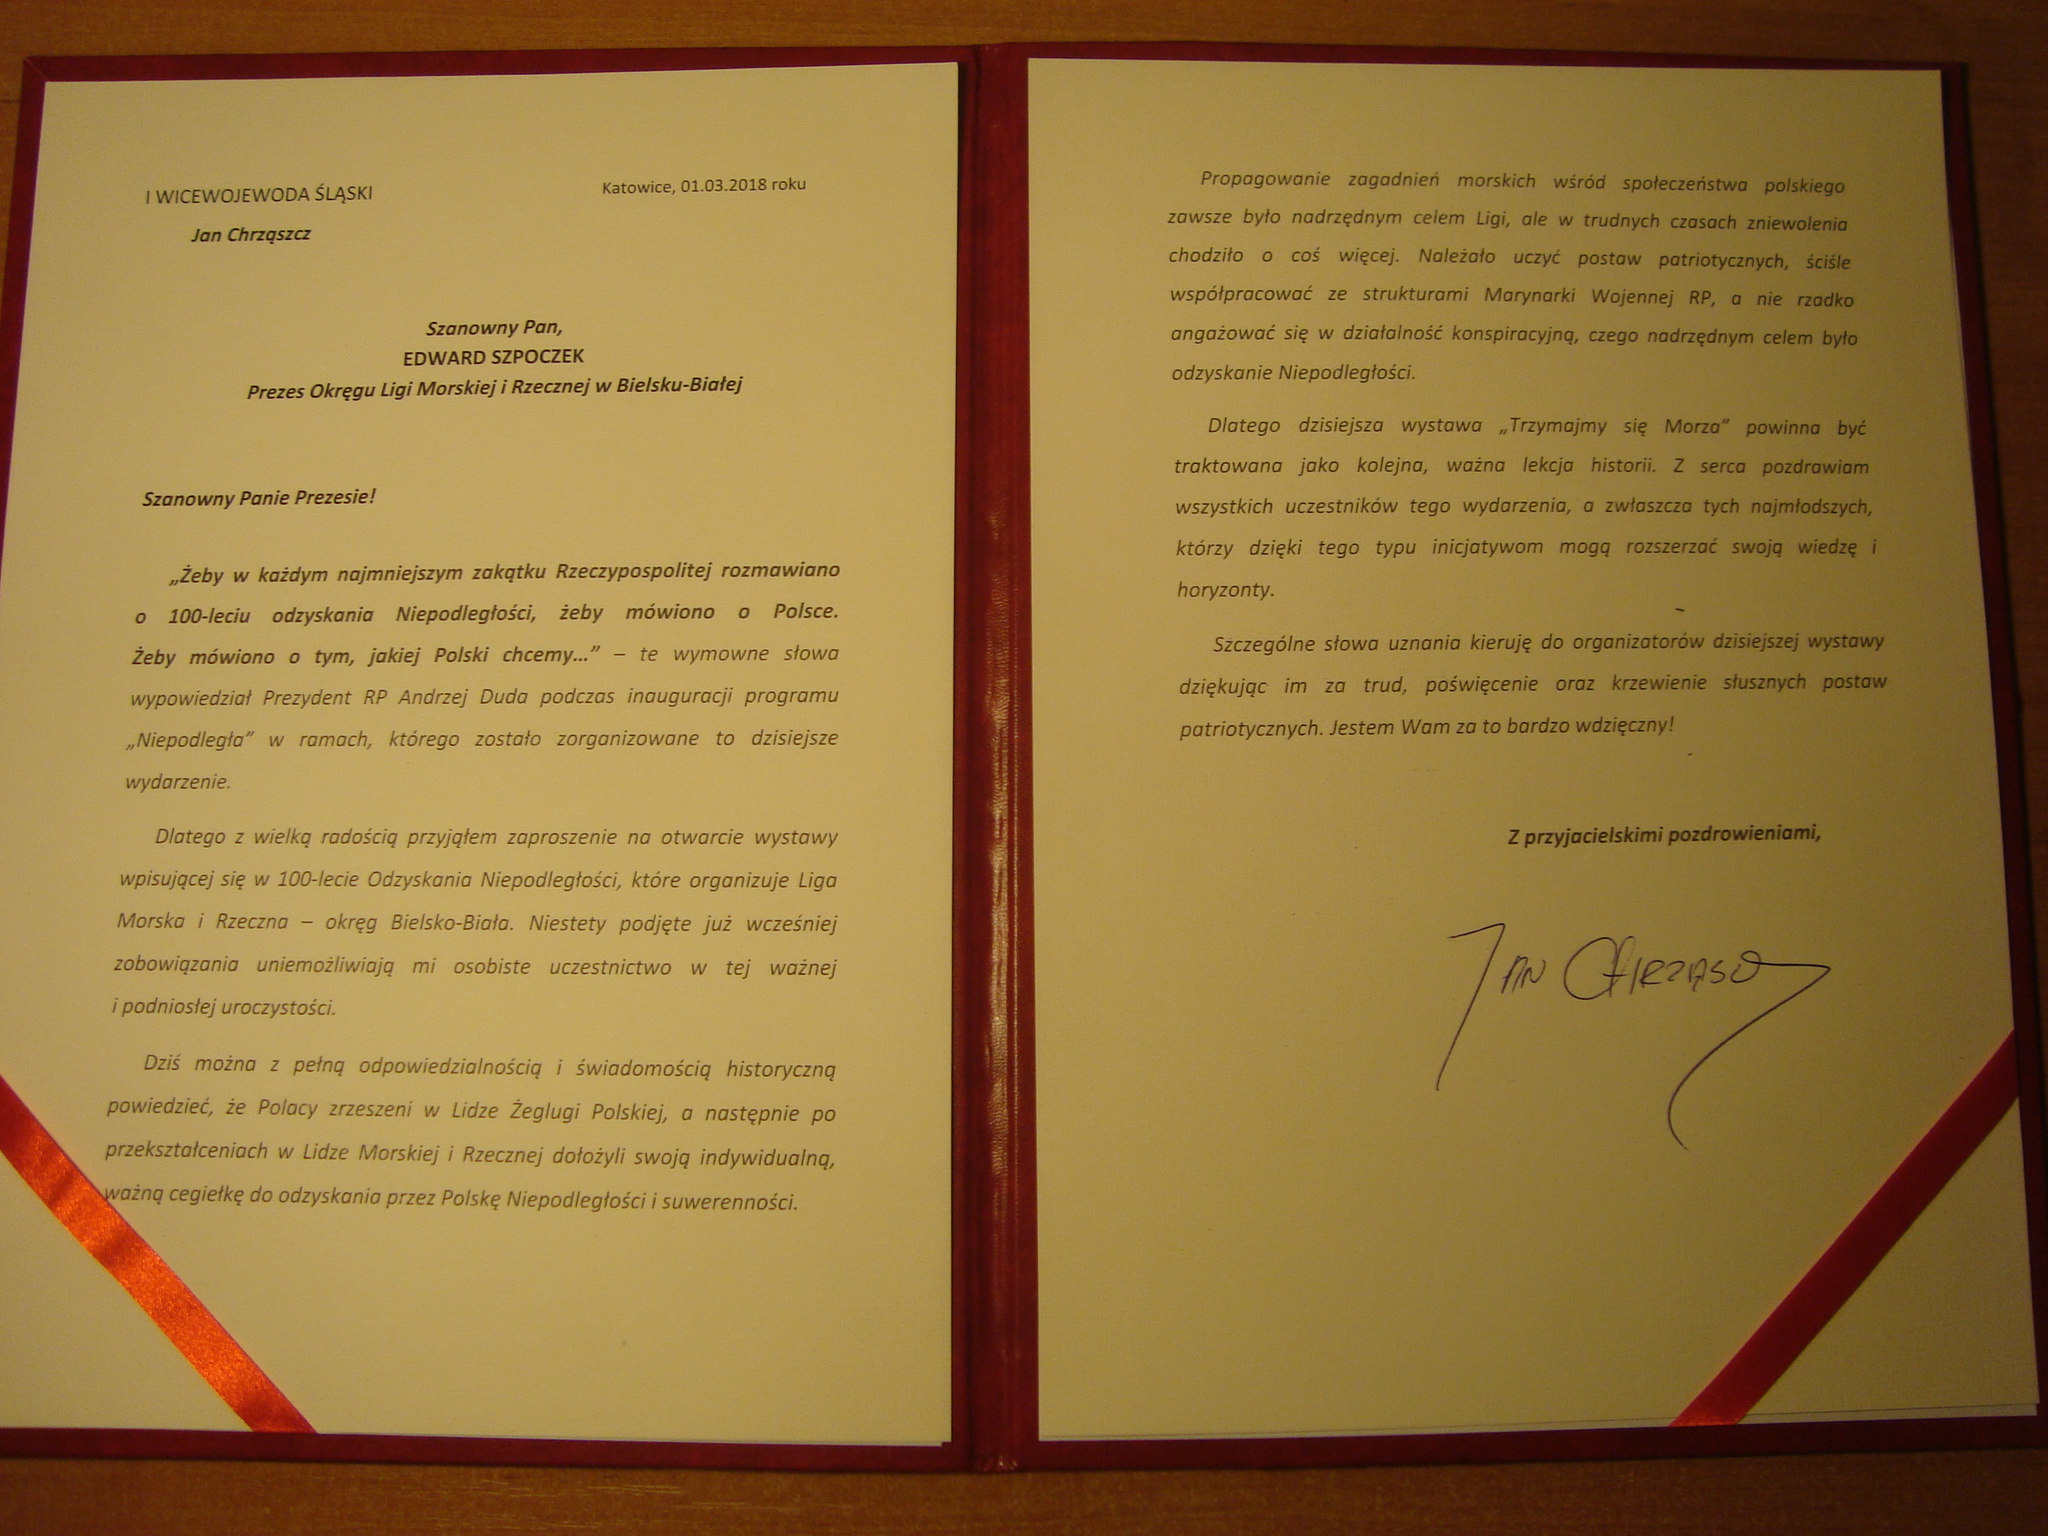 I WICEWOJEWODA ŚLĄSKI
Jan Chrząszcz
Katowice, 01.03.2018 roku
Szanowny Pan,
EDWARD SZPOCZEK
Prezes Okręgu Ligi Morskiej i Rzecznej w Bielsku-Białej
Szanowny Panie Prezesie!
„Żeby w każdym najmniejszym zakątku Rzeczypospolitej rozmawiano
o 100-leciu odzyskania Niepodległości, żeby mówiono o Polsce.
Żeby mówiono o tym, jakiej Polski chcemy…” – te wymowne słowa
wypowiedział Prezydent RP Andrzej Duda podczas inauguracji programu
„Niepodległa” w ramach, którego zostało zorganizowane to dzisiejsze
wydarzenie.
Dlatego z wielką radością przyjąłem zaproszenie na otwarcie wystawy
wpisującej się w 100-lecie Odzyskania Niepodległości, które organizuje Liga
Morska i Rzeczna – okręg Bielsko-Biała. Niestety podjęte już wcześniej
zobowiązania uniemożliwiają mi osobiste uczestnictwo w tej ważnej
i podniosłej uroczystości.
Dziś można z pełną odpowiedzialnością i świadomością historyczną
powiedzieć, że Polacy zrzeszeni w Lidze Żeglugi Polskiej, a następnie po
przekształceniach w Lidze Morskiej i Rzecznej dołożyli swoją indywidualną,
ważną cegiełkę do odzyskania przez Polskę Niepodległości i suwerenności.
Propagowanie zagadnień morskich wśród społeczeństwa polskiego
zawsze było nadrzędnym celem Ligi, ale w trudnych czasach zniewolenia
chodziło o coś więcej. Należało uczyć postaw patriotycznych, ściśle
współpracować ze strukturami Marynarki Wojennej RP, a nie rzadko
angażować się w działalność konspiracyjną, czego nadrzędnym celem było
odzyskanie Niepodległości.
Dlatego dzisiejsza wystawa „Trzymajmy się Morza” powinna być
traktowana jako kolejna, ważna lekcja historii. Z serca pozdrawiam
wszystkich uczestników tego wydarzenia, a zwłaszcza tych najmłodszych,
którzy dzięki tego typu inicjatywom mogą rozszerzać swoją wiedzę i
horyzonty.
Szczególne słowa uznania kieruję do organizatorów dzisiejszej wystawy
dziękując im za trud, poświęcenie oraz krzewienie słusznych postaw
patriotycznych. Jestem Wam za to bardzo wdzięczny!
Z przyjacielskimi pozdrowieniami,
Jan Chrząszcz